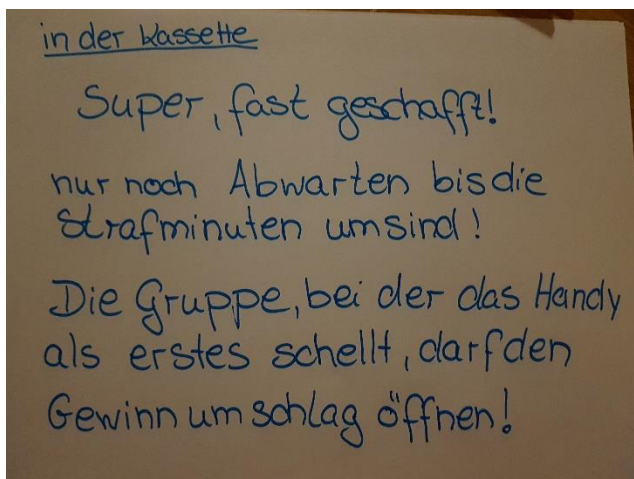 in der Kassette
Super, fast geschafft!
nur noch Abwarten bis die
Strafminuten um sind!
Die Gruppe, bei der das Handy
als erstes schellt, darf den
Gewinnumschlag öffnen!